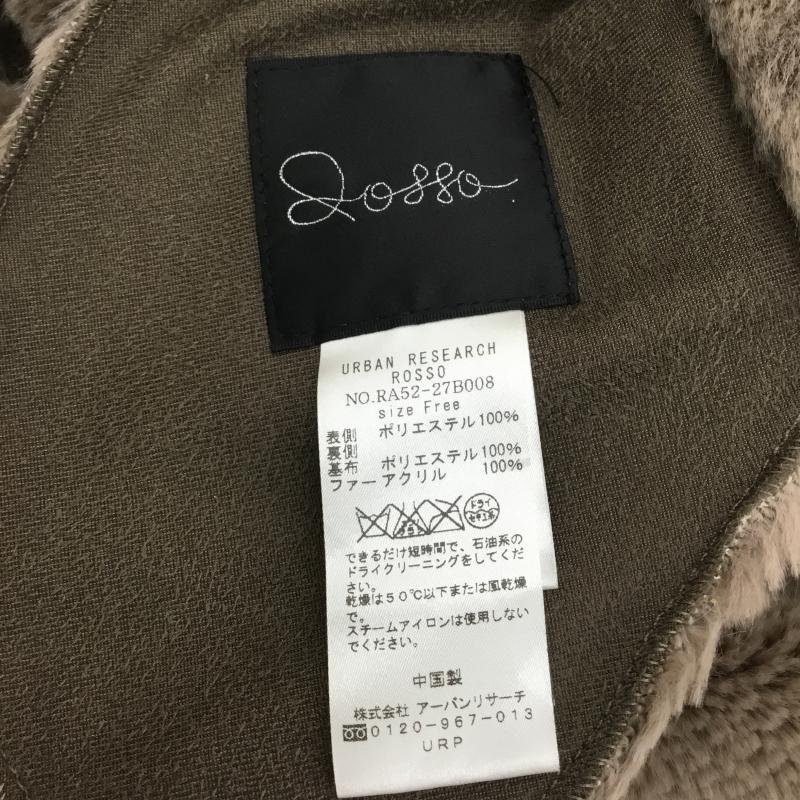 Rosso
URBAN RESEARCH
ROSSO
NO.RA52-27B008
size Free
表側 ポリエステル100%
裏側
基布 ポリエステル100%
ファー アクリル 100%
ドライ
セキユ系
できるだけ短時間で、石油系の
ドライクリーニングをしてくだ
さい。
乾燥は50℃以下または風乾燥
で。
スチームアイロンは使用しない
でください。
中国製
株式会社 アーバンリサーチ
0120-967-013
URP